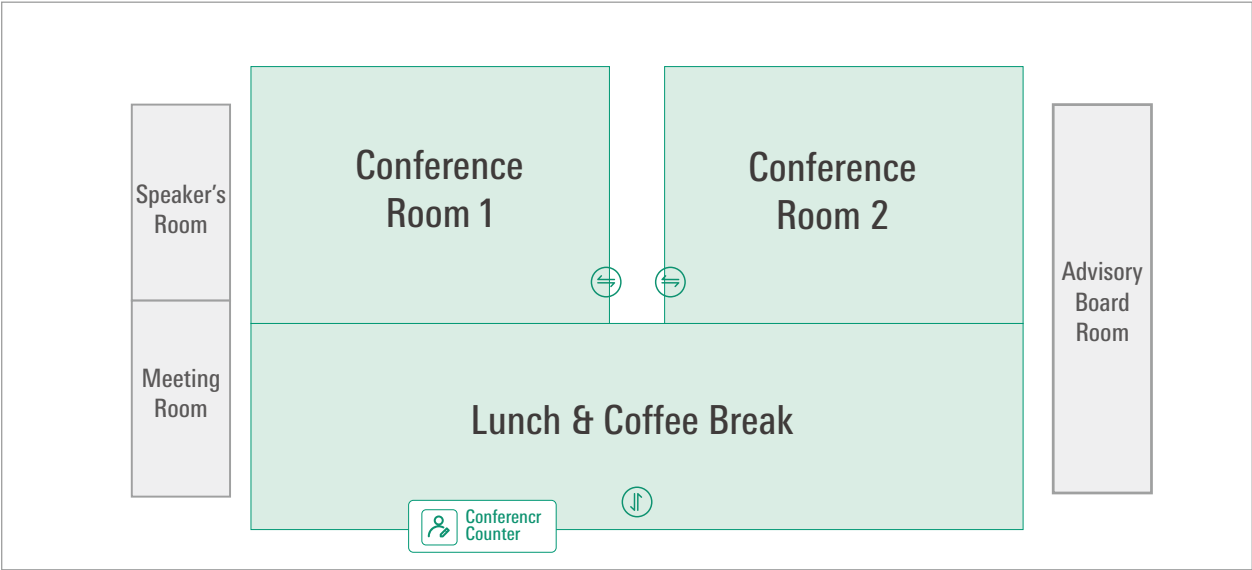 Conference
Room 1
Conference
Room 2
Speaker’s
Room
Advisory
Board
Room
Meeting
Room
Lunch & Coffee Break
Conferencr
Counter